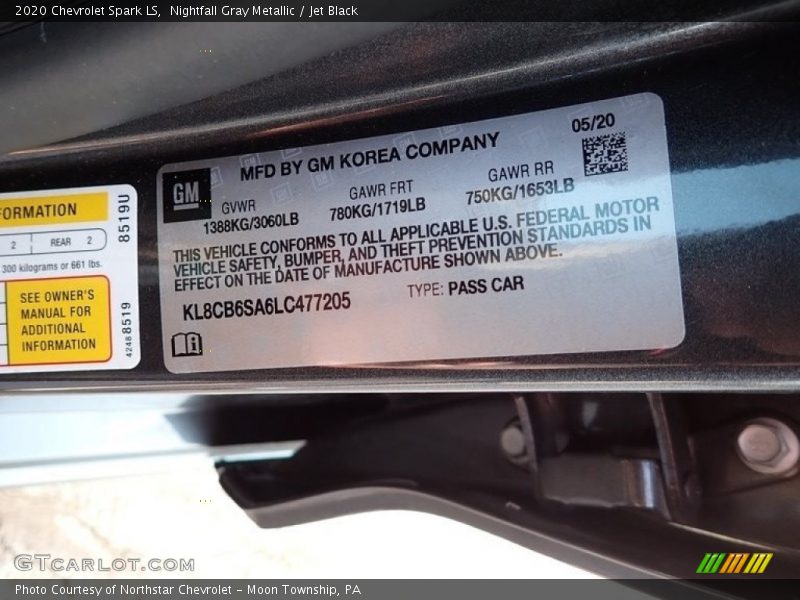 2020 Chevrolet Spark LS, Nightfall Gray Metallic / Jet Black
MFD BY GM KOREA COMPANY
05/20
GM
GVWR
1388KG/3060LB
GAWR FRT
780KG/1719LB
GAWR RR
750KG/1653LB
THIS VEHICLE CONFORMS TO ALL APPLICABLE U.S. FEDERAL MOTOR
VEHICLE SAFETY, BUMPER, AND THEFT PREVENTION STANDARDS IN
EFFECT ON THE DATE OF MANUFACTURE SHOWN ABOVE.
KL8CB6SA6LC477205
TYPE: PASS CAR
FORMATION
2 REAR 2
300 kilograms or 661 lbs.
SEE OWNER'S
MANUAL FOR
ADDITIONAL
INFORMATION
8519U
42488519
GTcarlot.com
Photo Courtesy of Northstar Chevrolet - Moon Township, PA